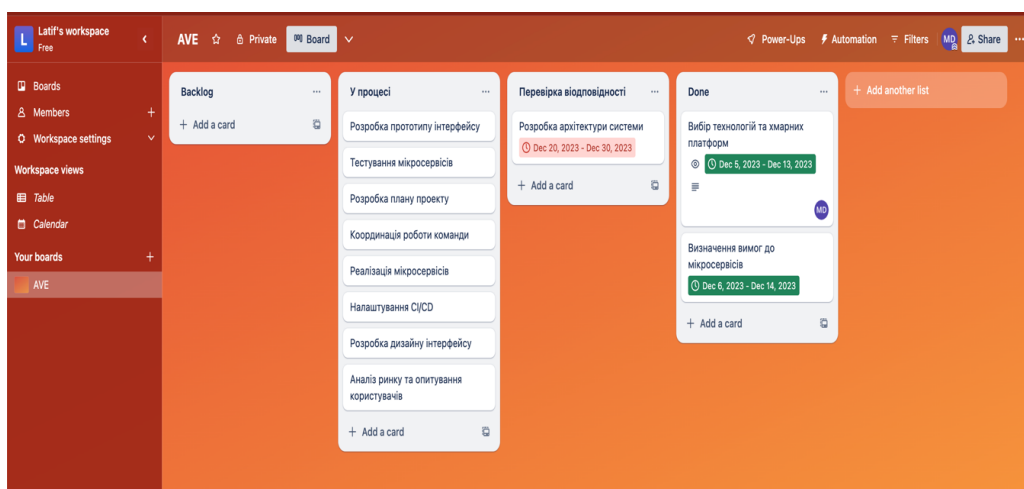 L
Latif's workspace
Free
AVE
Private
Board
Power-Ups
Automation
Filters
MD
Share
Boards
Members
Workspace settings
Workspace views
Table
Calendar
Your boards
AVE
Backlog
+ Add a card
У процесі
Розробка прототипу інтерфейсу
Тестування мікросервісів
Розробка плану проекту
Координація роботи команди
Реалізація мікросервісів
Налаштування CI/CD
Розробка дизайну інтерфейсу
Аналіз ринку та опитування
користувачів
+ Add a card
Перевірка віодповідності
Розробка архітектури системи
Dec 20, 2023 - Dec 30, 2023
+ Add a card
Done
Вибір технологій та хмарних
платформ
Dec 5, 2023 - Dec 13, 2023
MD
Визначення вимог до
мікросервісів
Dec 6, 2023 - Dec 14, 2023
+ Add a card
+ Add another list